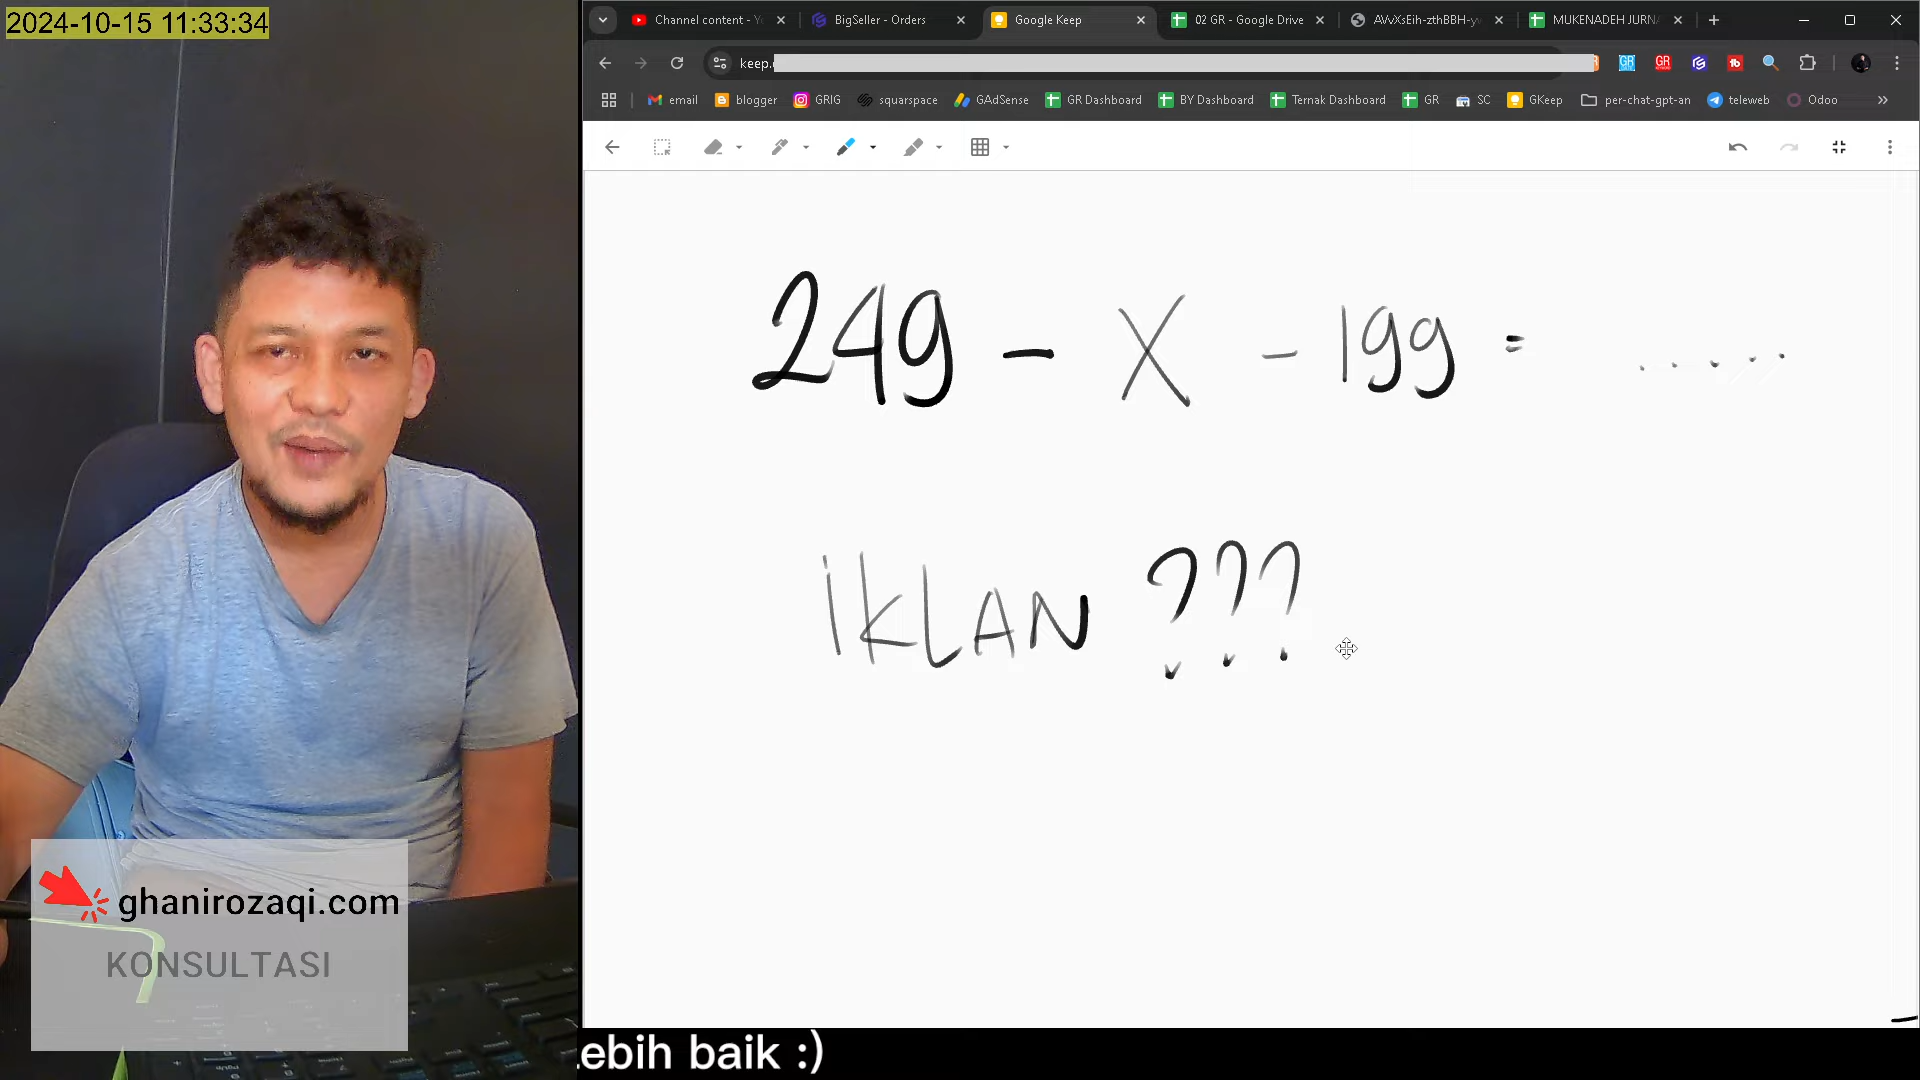 2024-10-15 11:33:34
Channel content - Y
BigSeller - Orders
Google Keep
02 GR - Google Drive
AVvXsEih-zthBBH-y
MUKENADEH JURNA
keep.
email
blogger
GRIG
squarspace
GAdSense
GR Dashboard
BY Dashboard
Ternak Dashboard
GR
SC
GKeep
per-chat-gpt-an
teleweb
Odoo
249 - X - 199 = .....
IKLAN ???
ghanirozaqi.com
KONSULTASI
ebih baik :)